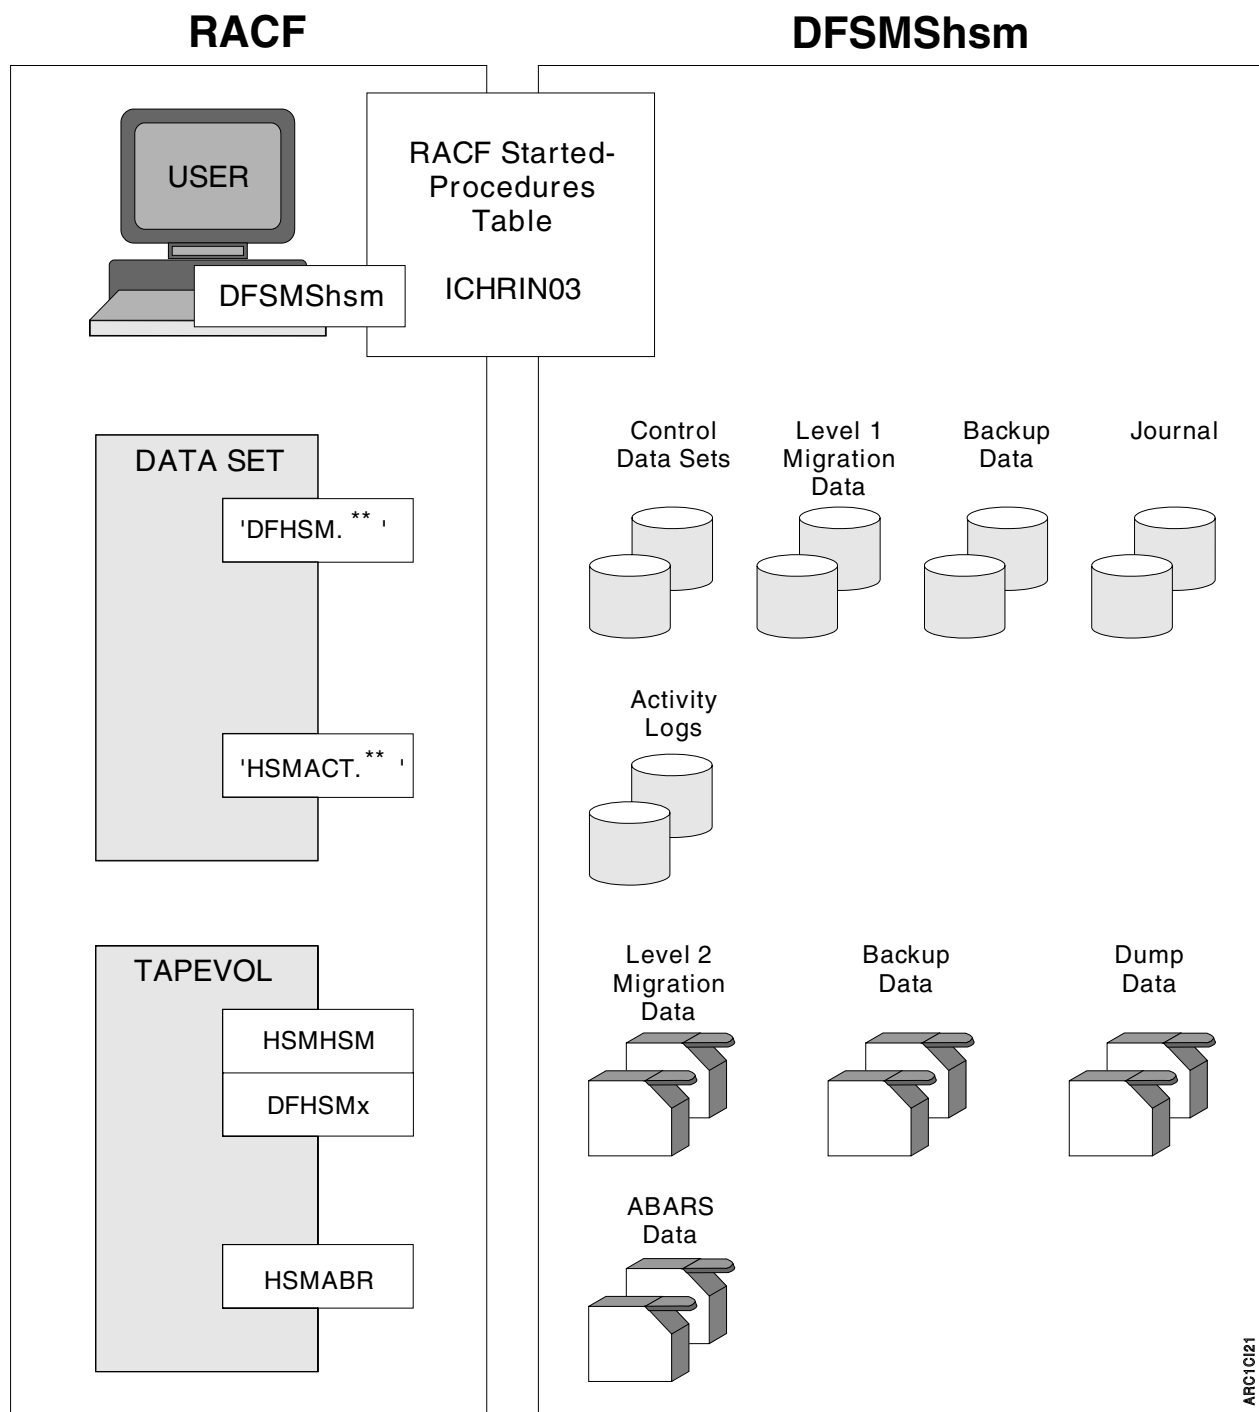 RACF
DFSMShsm
USER
DFSMShsm
RACF Started-
Procedures
Table
ICHRIN03
DATA SET
'DFHSM. ** '
'HSMACT. ** '
Control
Data Sets
Level 1
Migration
Data
Backup
Data
Journal
Activity
Logs
TAPEVOL
HSMHSM
DFHSMx
HSMABR
Level 2
Migration
Data
Backup
Data
Dump
Data
ABARS
Data
ARC1CI21